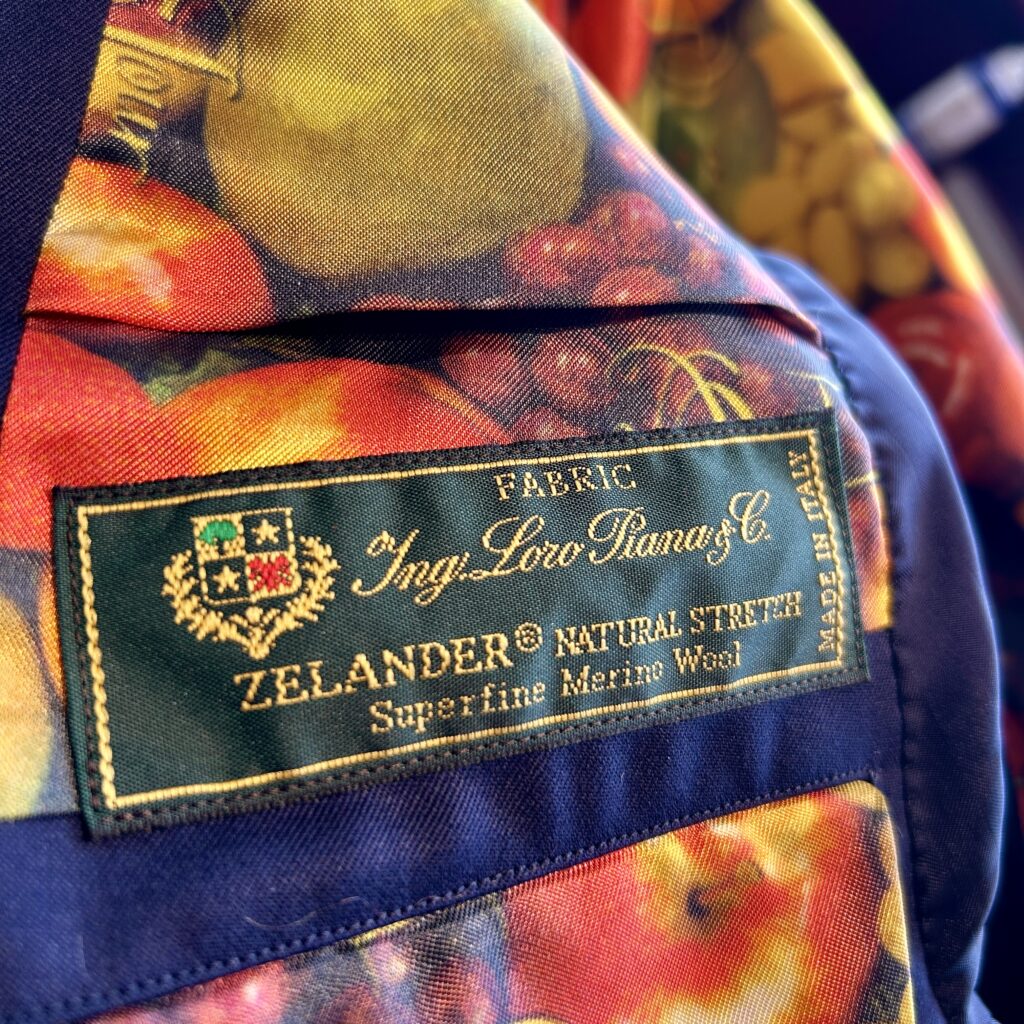 FABRIC
Ing. Loro Piana & C.
ZELANDER® NATURAL STRETCH
Superfine Merino Wool
MADE IN ITALY